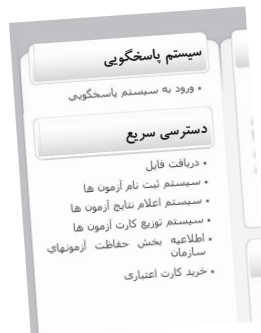 سیستم پاسخگویی
• ورود به سیستم پاسخگویی
دسترسی سریع
• دریافت فایل
• سیستم ثبت نام آزمون ها
• سیستم اعلام نتایج آزمون ها
• سیستم توزیع کارت آزمون ها
• اطلاعیه بخش حفاظت آزمونهای
سازمان
• خرید کارت اعتباری